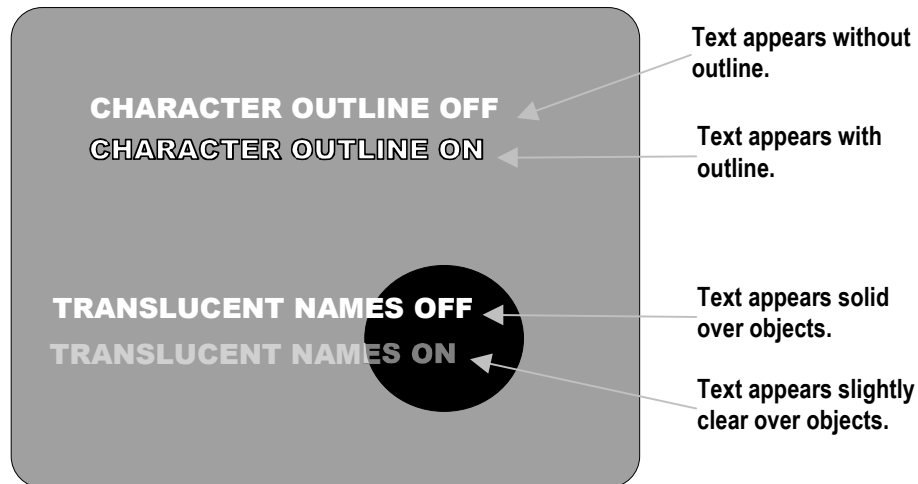 Text appears without
outline.
CHARACTER OUTLINE OFF
CHARACTER OUTLINE ON
Text appears with
outline.
TRANSLUCENT NAMES OFF
Text appears solid
over objects.
TRANSLUCENT NAMES ON
Text appears slightly
clear over objects.